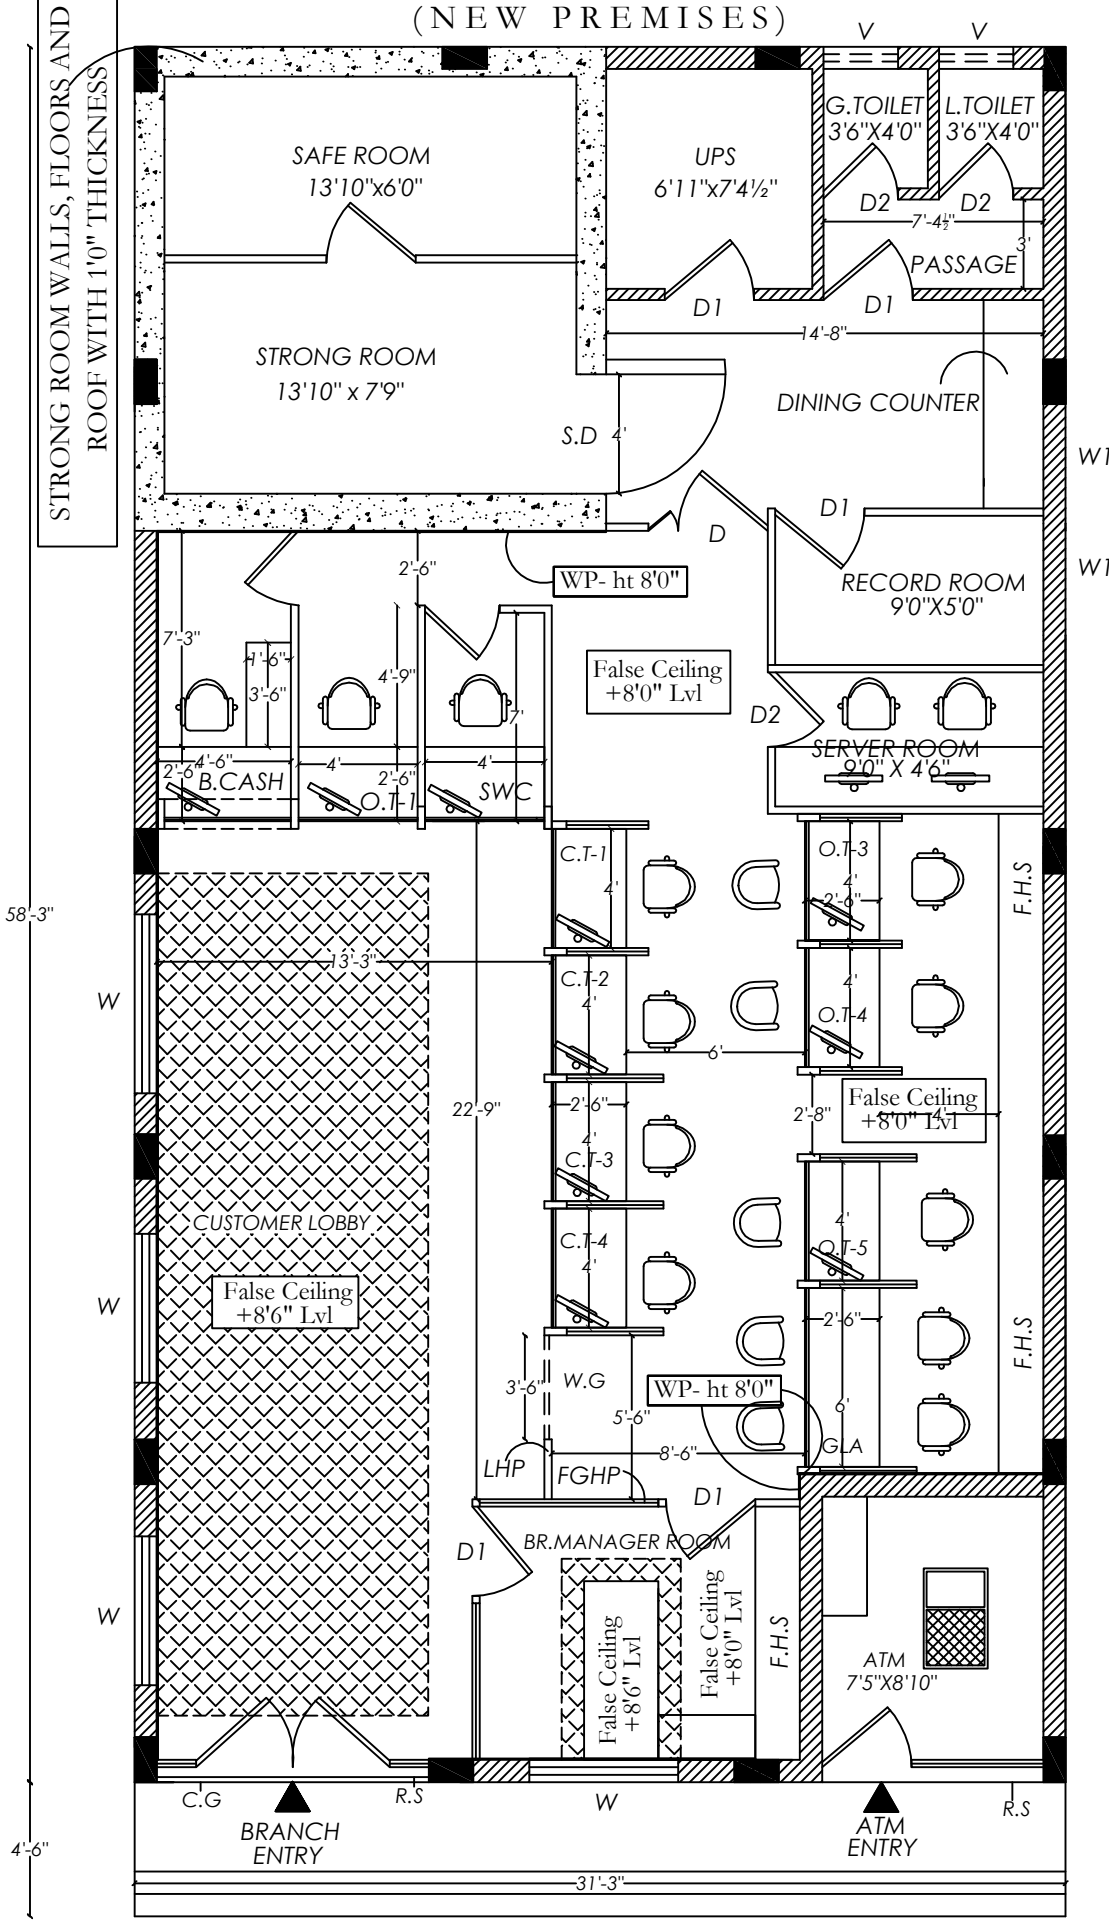 (NEW PREMISES)
STRONG ROOM WALLS, FLOORS AND
ROOF WITH 1'0" THICKNESS
V
V
G.TOILET
3'6"X4'0"
L.TOILET
3'6"X4'0"
SAFE ROOM
13'10"x6'0"
UPS
6'11"x7'4½"
D2
D2
7'-4½"
3'
PASSAGE
D1
D1
14'-8"
STRONG ROOM
13'10" x 7'9"
DINING COUNTER
S.D
4'
W1
D1
D
2'-6"
WP- ht 8'0"
RECORD ROOM
9'0"X5'0"
W1
7'-3"
1'-6"
3'-6"
4'-9"
7'
False Ceiling
+8'0" Lvl
D2
SERVER ROOM
9'0" X 4'6"
4'-6"
2'-6"
B.CASH
4'
2'-6"
O.T-1
4'
SWC
C.T-1
4'
O.T-3
4'
2'-6"
F.H.S
58'-3"
13'-3"
W
C.T-2
4'
4'
O.T-4
6'
22'-9"
2'-6"
4'
C.T-3
2'-8"
False Ceiling
+8'0" Lvl
4'
CUSTOMER LOBBY
C.T-4
4'
4'
O.T-5
False Ceiling
+8'6" Lvl
W
2'-6"
F.H.S
3'-6"
W.G
WP- ht 8'0"
5'-6"
6'
8'-6"
GLA
LHP
FGHP
D1
D1
BR.MANAGER ROOM
W
False Ceiling
+8'6" Lvl
False Ceiling
+8'0" Lvl
F.H.S
ATM
7'5"X8'10"
C.G
R.S
W
R.S
BRANCH
ENTRY
ATM
ENTRY
4'-6"
31'-3"